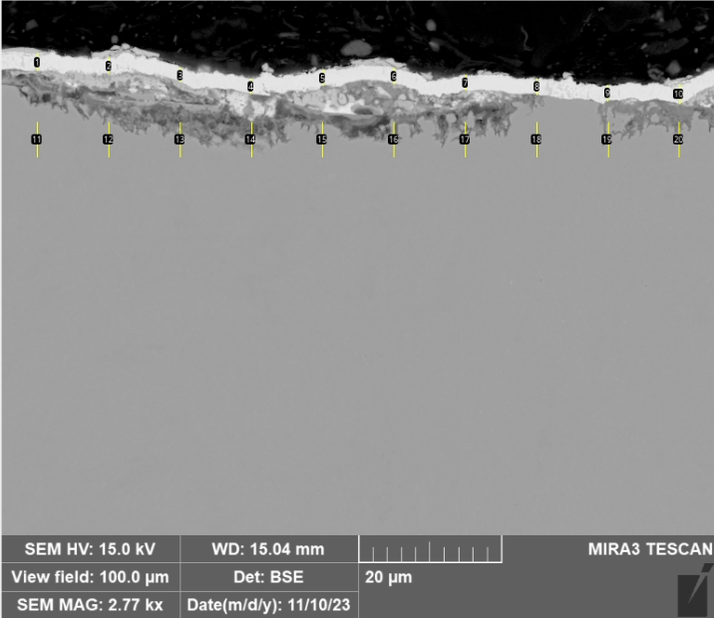 1 2 3 4 5 6 7 8 9 10
11 12 13 14 15 16 17 18 19 20
SEM HV: 15.0 kV WD: 15.04 mm MIRA3 TESCAN
View field: 100.0 µm Det: BSE 20 µm
SEM MAG: 2.77 kx Date(m/d/y): 11/10/23